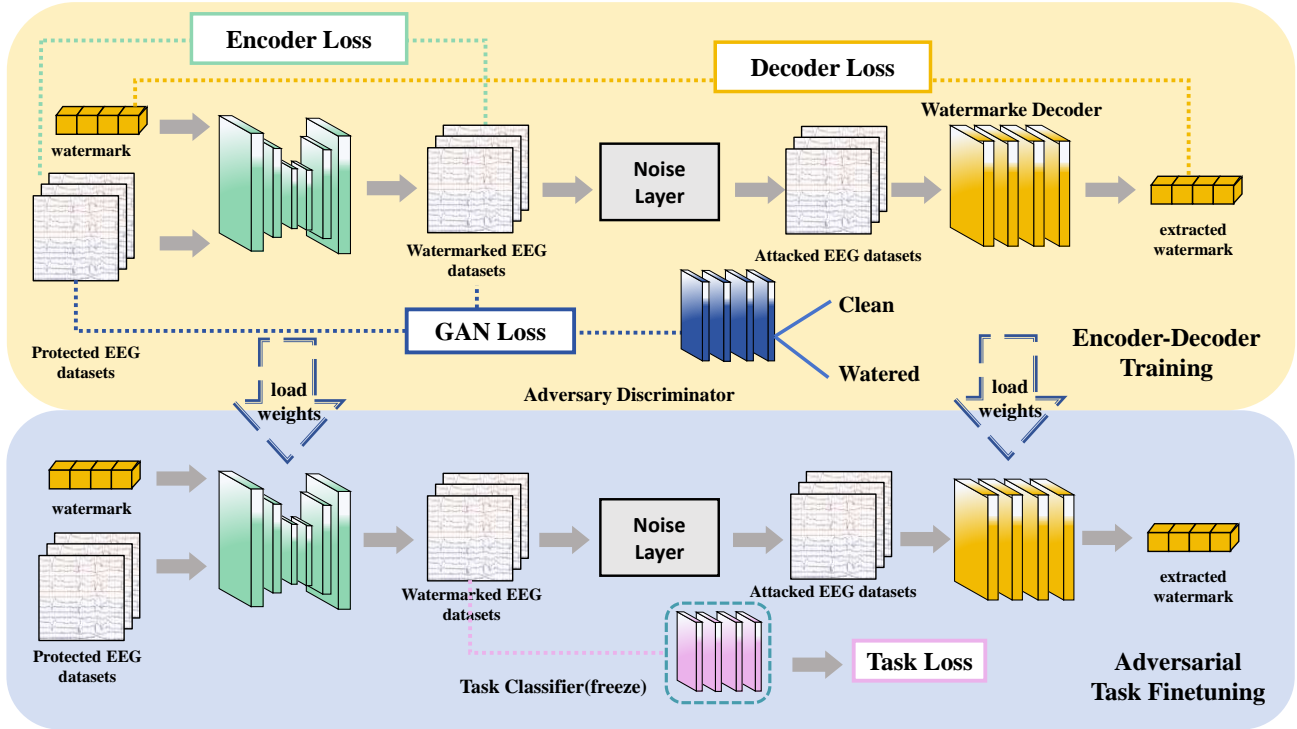 Encoder Loss
Decoder Loss
Watermarke Decoder
watermark
Noise
Layer
Watermarked EEG
datasets
Attacked EEG datasets
extracted
watermark
Protected EEG
datasets
GAN Loss
Clean
Watered
Adversary Discriminator
Encoder-Decoder
Training
load
weights
load
weights
watermark
Noise
Layer
Watermarked EEG
datasets
Attacked EEG datasets
extracted
watermark
Protected EEG
datasets
Task Classifier(freeze)
Task Loss
Adversarial
Task Finetuning